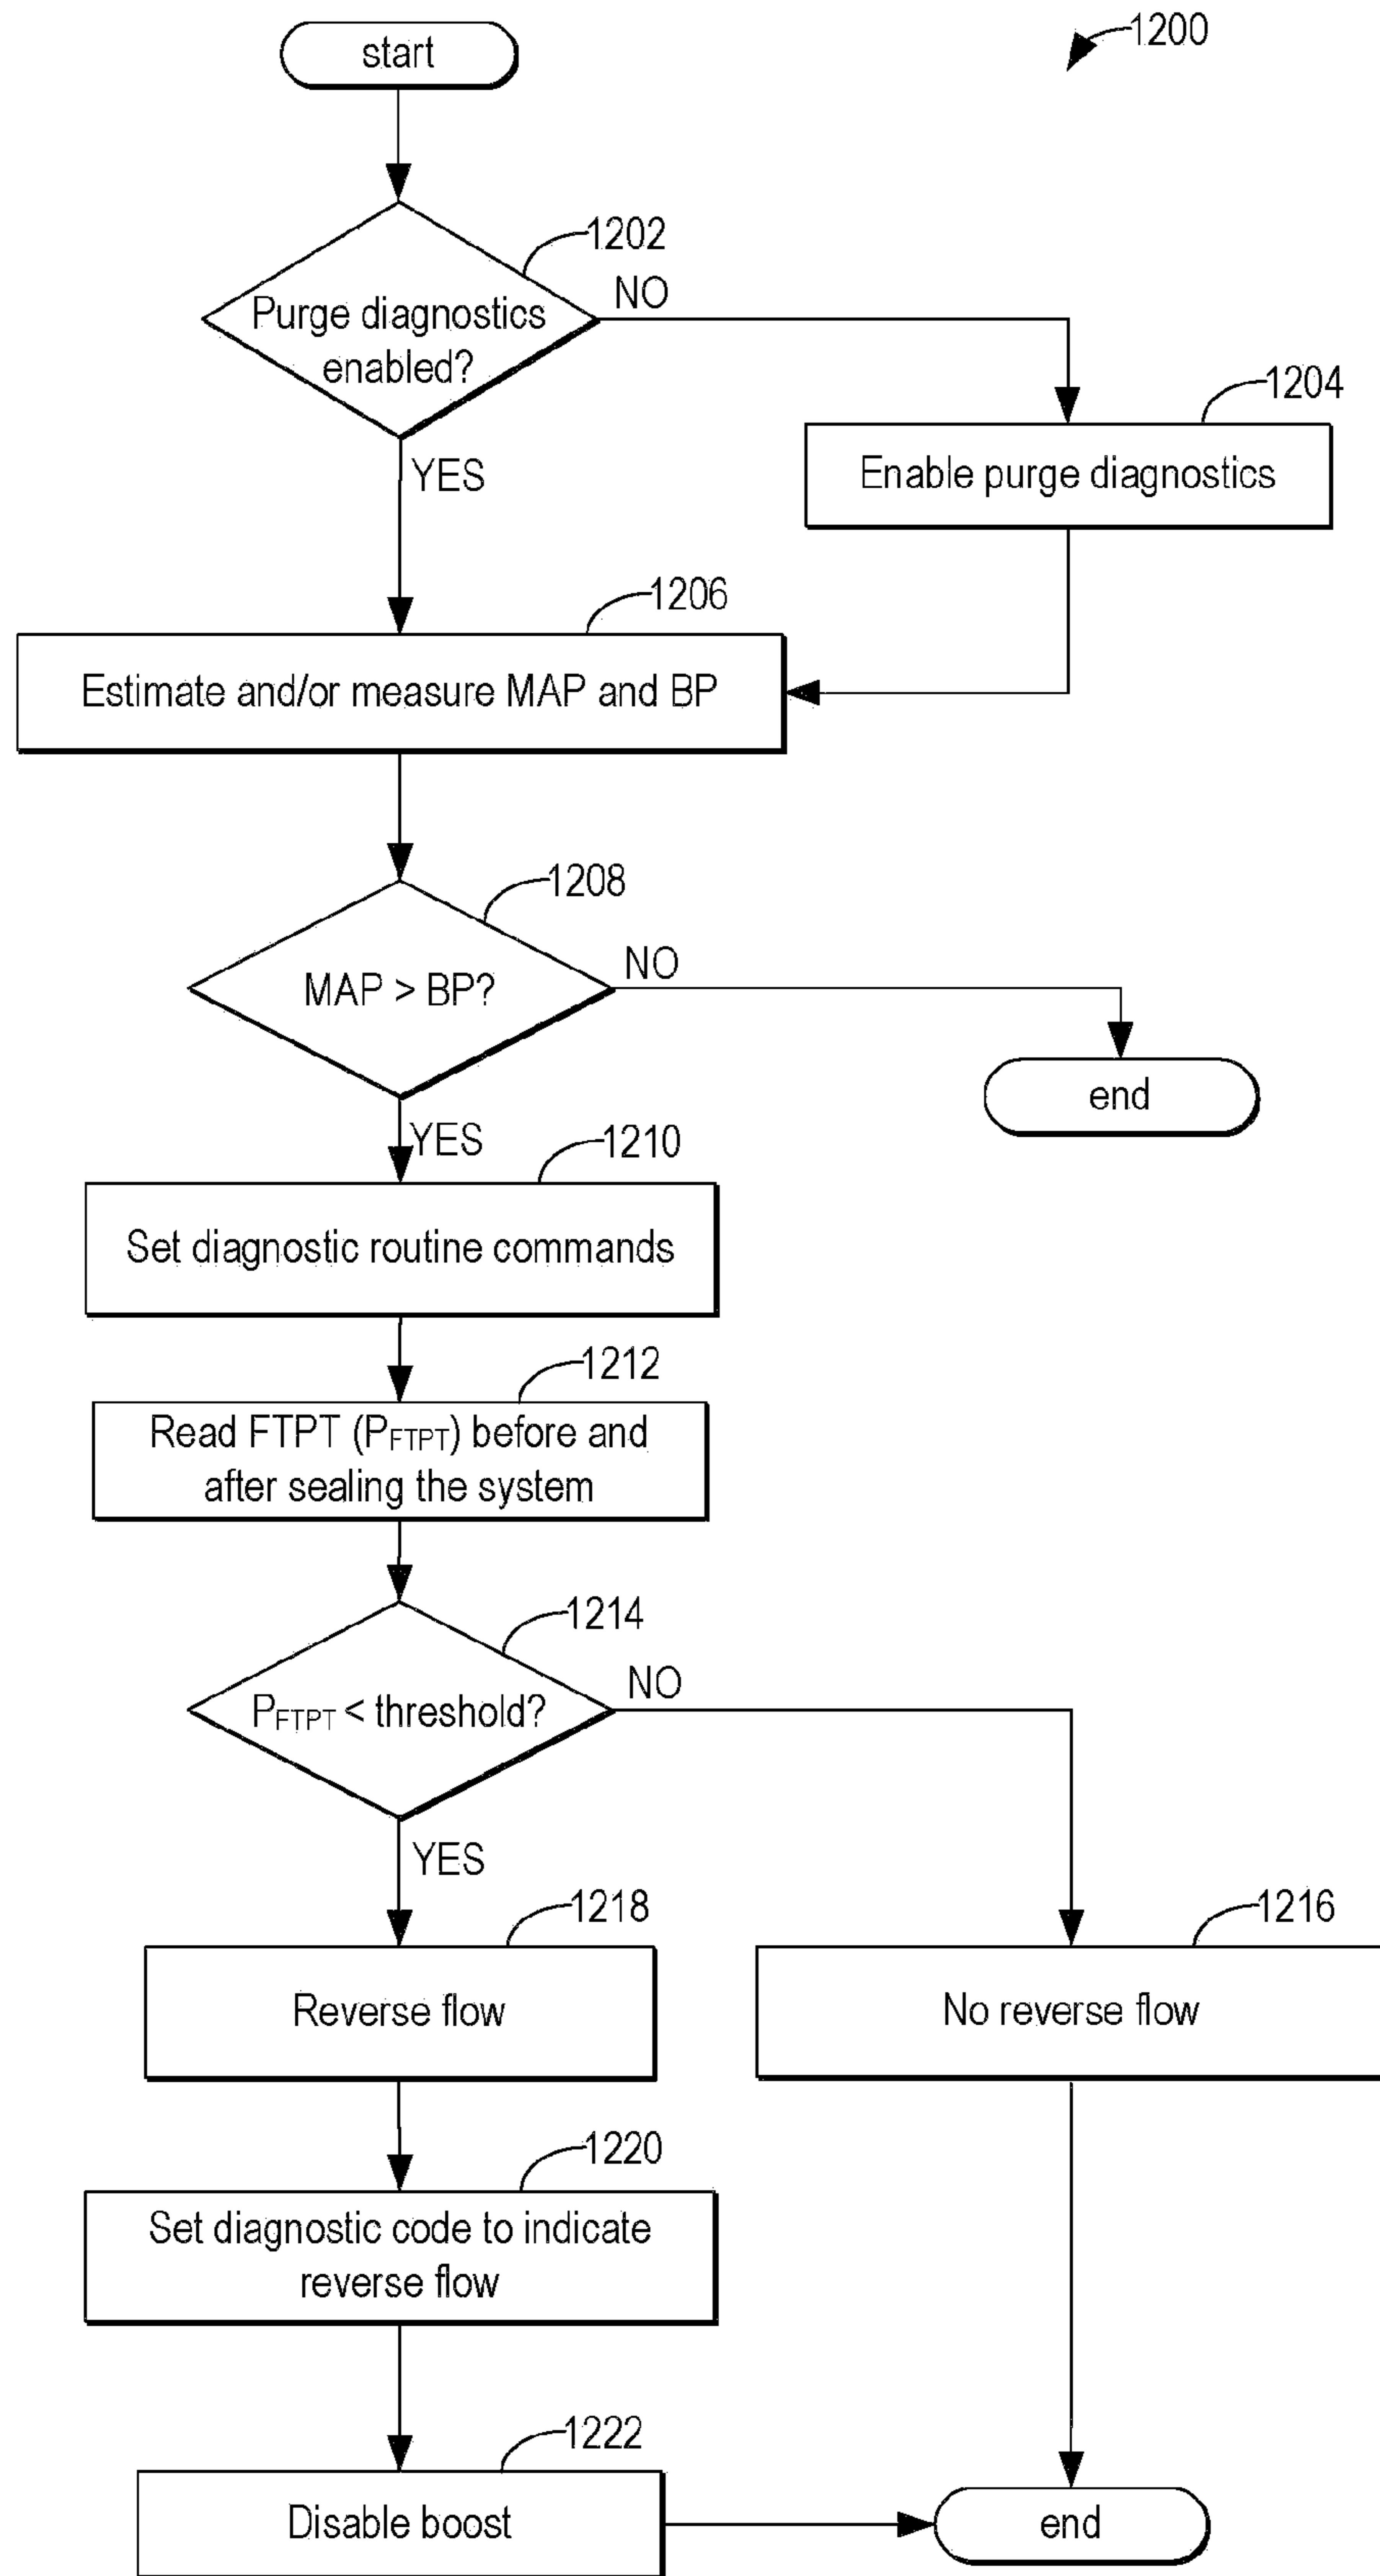 start
1200
1202
Purge diagnostics
enabled?
NO
YES
1204
Enable purge diagnostics
1206
Estimate and/or measure MAP and BP
1208
MAP > BP?
NO
end
YES
1210
Set diagnostic routine commands
1212
Read FTPT (PFTPT) before and
after sealing the system
1214
PFTPT < threshold?
NO
YES
1218
Reverse flow
1216
No reverse flow
1220
Set diagnostic code to indicate
reverse flow
1222
Disable boost
end